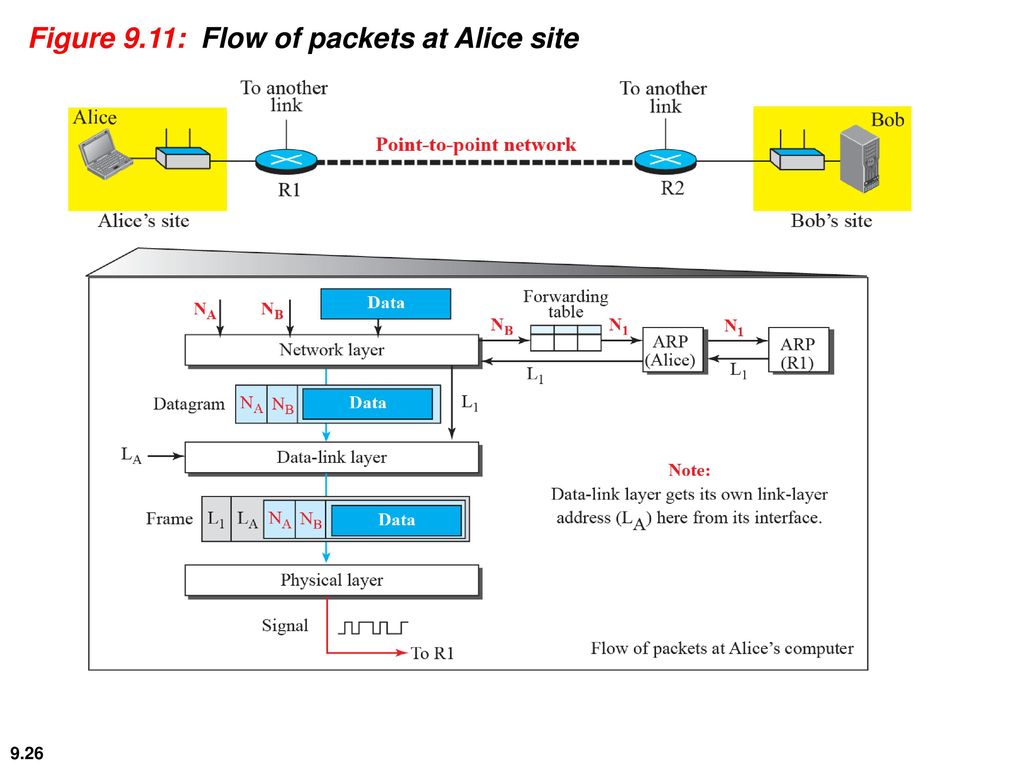 Figure 9.11: Flow of packets at Alice site
To another
link
To another
link
Alice
Bob
Point-to-point network
R1
R2
Alice’s site
Bob’s site
NA
NB
Data
Network layer
NB
Forwarding
table
N1
ARP
(Alice)
N1
ARP
(R1)
L1
L1
Datagram NA NB Data
L1
LA
Data-link layer
Note:
Data-link layer gets its own link-layer
address (LA) here from its interface.
Frame L1 LA NA NB Data
Physical layer
Signal
To R1
Flow of packets at Alice’s computer
9.26